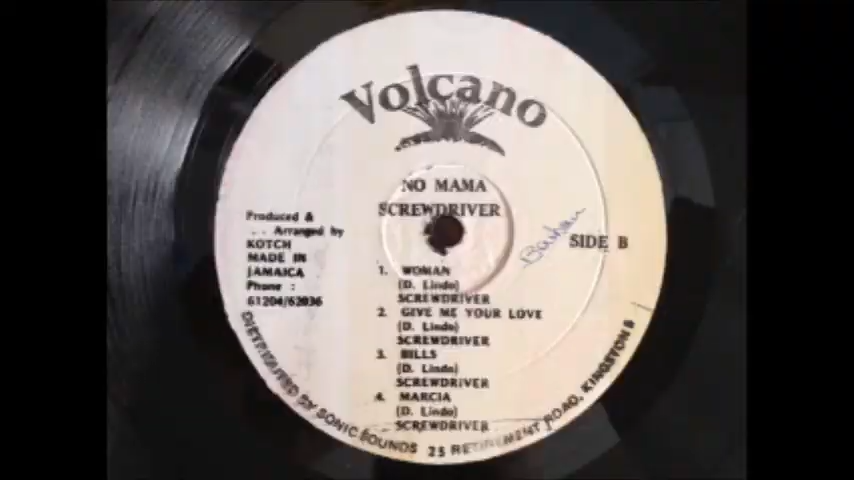 Volcano
NO MAMA
SCREWDRIVER
Produced &
.. Arranged by
KOTCH
MADE IN
JAMAICA
Phone :
61204/62036
SIDE B
1. WOMAN
(D. Lindo)
SCREWDRIVER
2. GIVE ME YOUR LOVE
(D. Lindo)
SCREWDRIVER
3. BILLS
(D. Lindo)
SCREWDRIVER
4. MARCIA
(D. Lindo)
SCREWDRIVER
DISTRIBUTED BY SONIC SOUNDS 25 RETIREMENT ROAD, KINGSTON 5